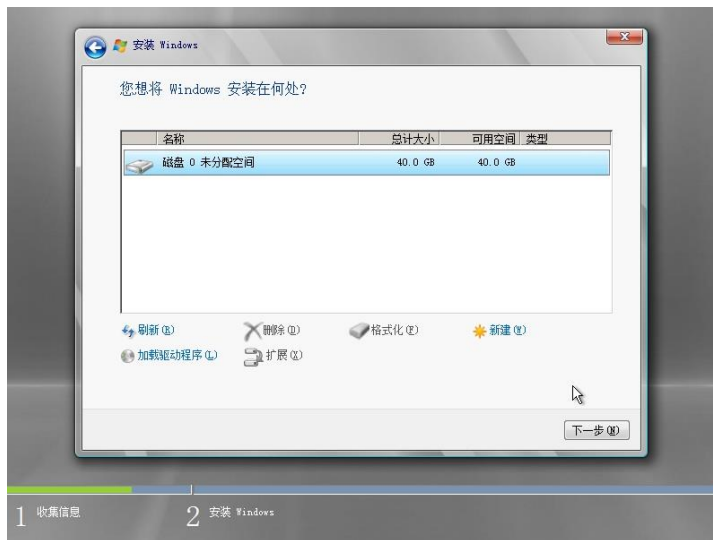 安装 Windows
您想将 Windows 安装在何处?
名称 总计大小 可用空间 类型
磁盘 0 未分配空间 40.0 GB 40.0 GB
刷新(R) 删除(D) 格式化(F) 新建(E)
加载驱动程序(L) 扩展(X)
下一步(N)
1 收集信息 2 安装 Windows